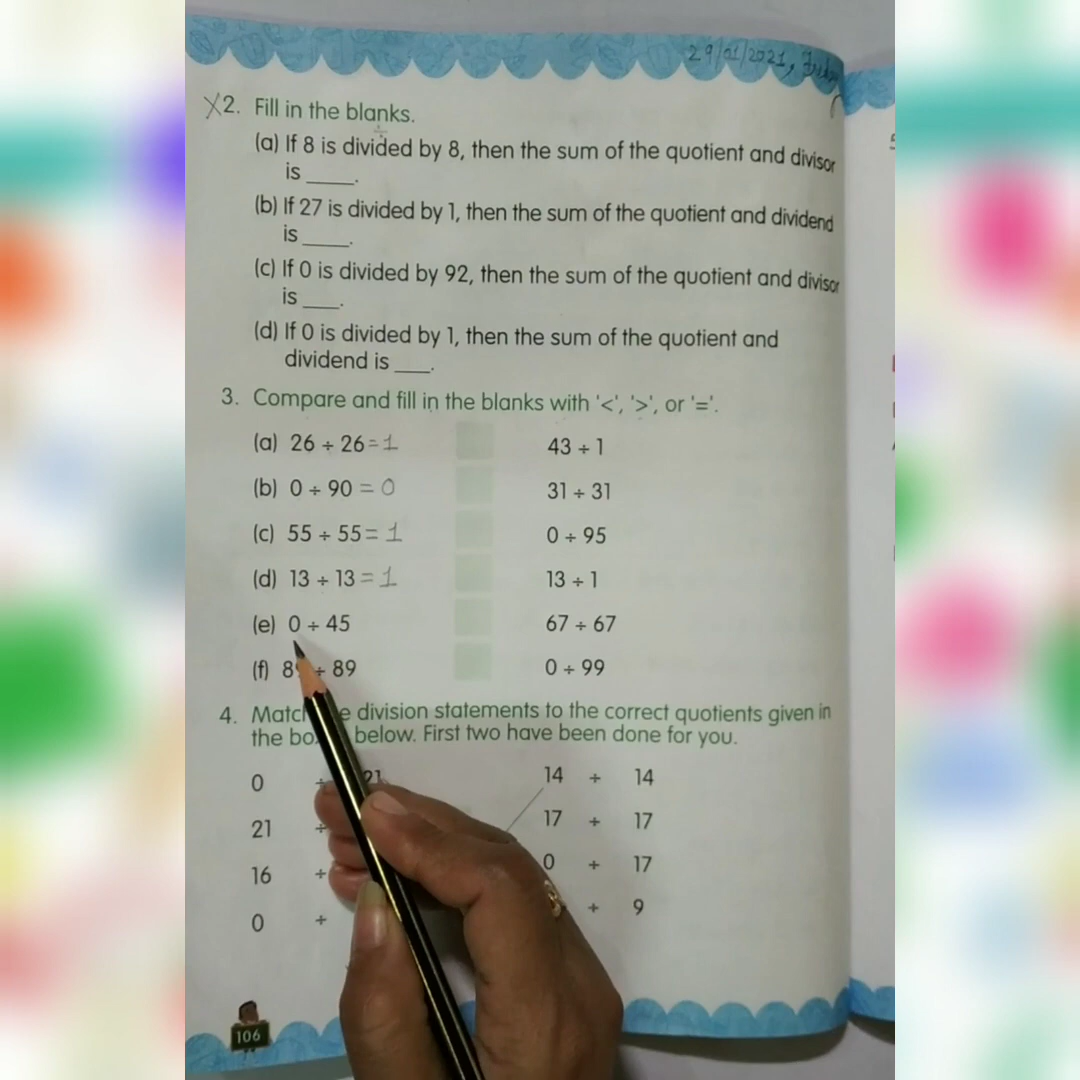 29/01/2021, Friday
X2. Fill in the blanks.
(a) If 8 is divided by 8, then the sum of the quotient and divisor
is ____.
(b) If 27 is divided by 1, then the sum of the quotient and dividend
is ____.
(c) If 0 is divided by 92, then the sum of the quotient and divisor
is ___.
(d) If 0 is divided by 1, then the sum of the quotient and
dividend is ___.
3. Compare and fill in the blanks with '<', '>', or '='.
(a) 26 ÷ 26 = 1 43 ÷ 1
(b) 0 ÷ 90 = 0 31 ÷ 31
(c) 55 ÷ 55 = 1 0 ÷ 95
(d) 13 ÷ 13 = 1 13 ÷ 1
(e) 0 ÷ 45 67 ÷ 67
(f) 89 ÷ 89 0 ÷ 99
4. Match division statements to the correct quotients given in
the below. First two have been done for you.
0 ÷ 21 14 ÷ 14
21 ÷ 17 ÷ 17
16 ÷ 0 ÷ 17
0 ÷ ÷ 9
106